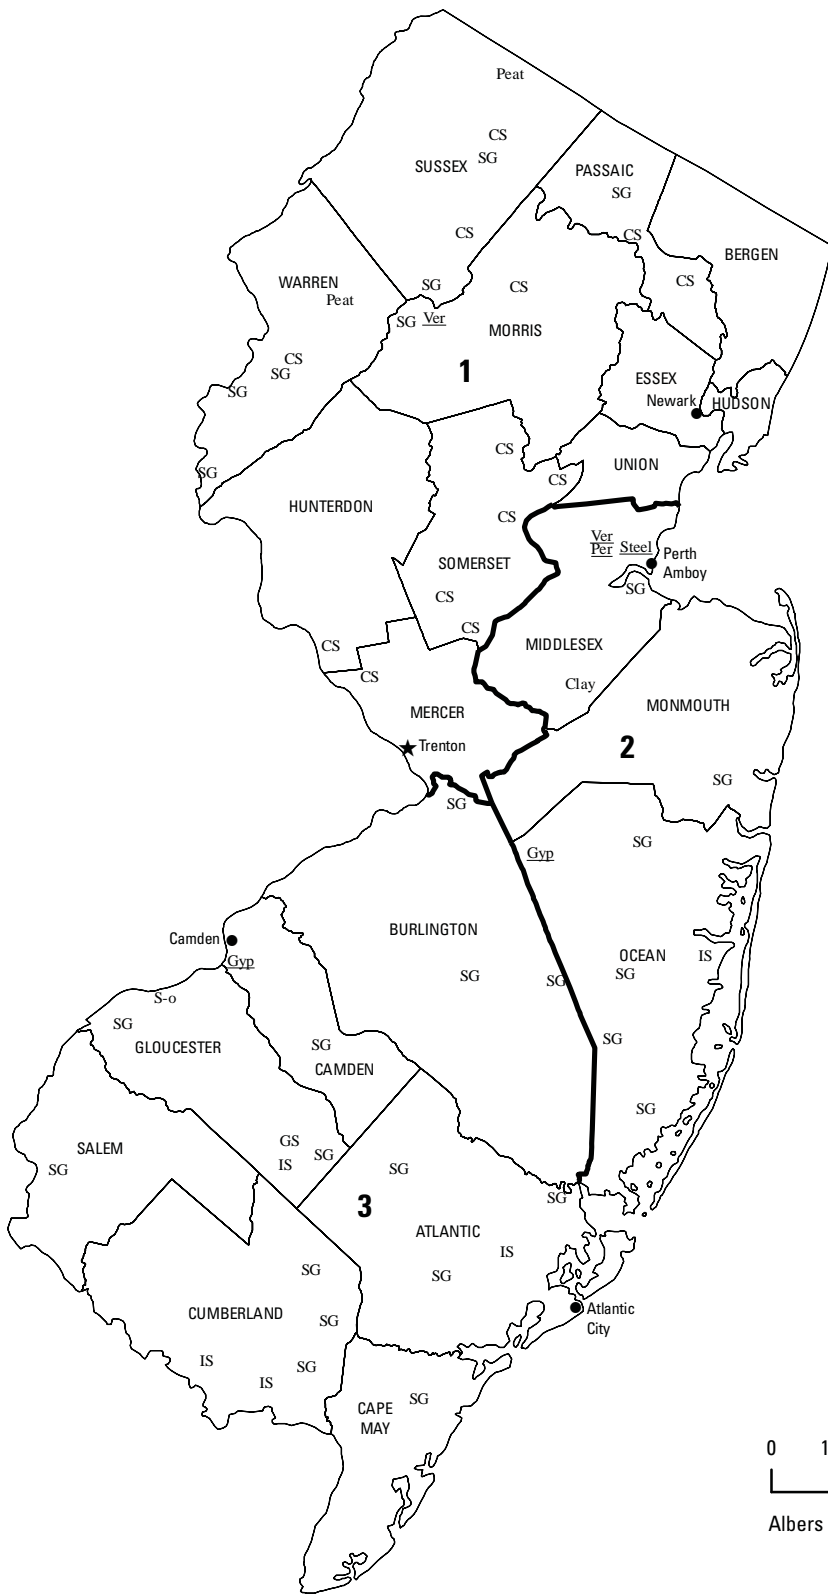 Peat
CS
SG
SUSSEX
PASSAIC
SG
CS
CS
BERGEN
WARREN
Peat
SG
CS
CS
SG
Ver
MORRIS
1
CS
SG
SG
SG
ESSEX
Newark
HUDSON
CS
UNION
CS
HUNTERDON
CS
SOMERSET
Ver
Per
Steel
Perth
Amboy
SG
CS
CS
CS
CS
MIDDLESEX
Clay
MONMOUTH
MERCER
Trenton
2
SG
SG
SG
Gyp
BURLINGTON
Camden
Gyp
OCEAN
IS
SG
SG
SG
S-o
SG
GLOUCESTER
SG
CAMDEN
SG
SG
SALEM
SG
GS
IS
SG
SG
3
SG
ATLANTIC
IS
SG
SG
CUMBERLAND
SG
Atlantic
City
IS
SG
IS
CAPE
MAY
SG
0 1
Albers